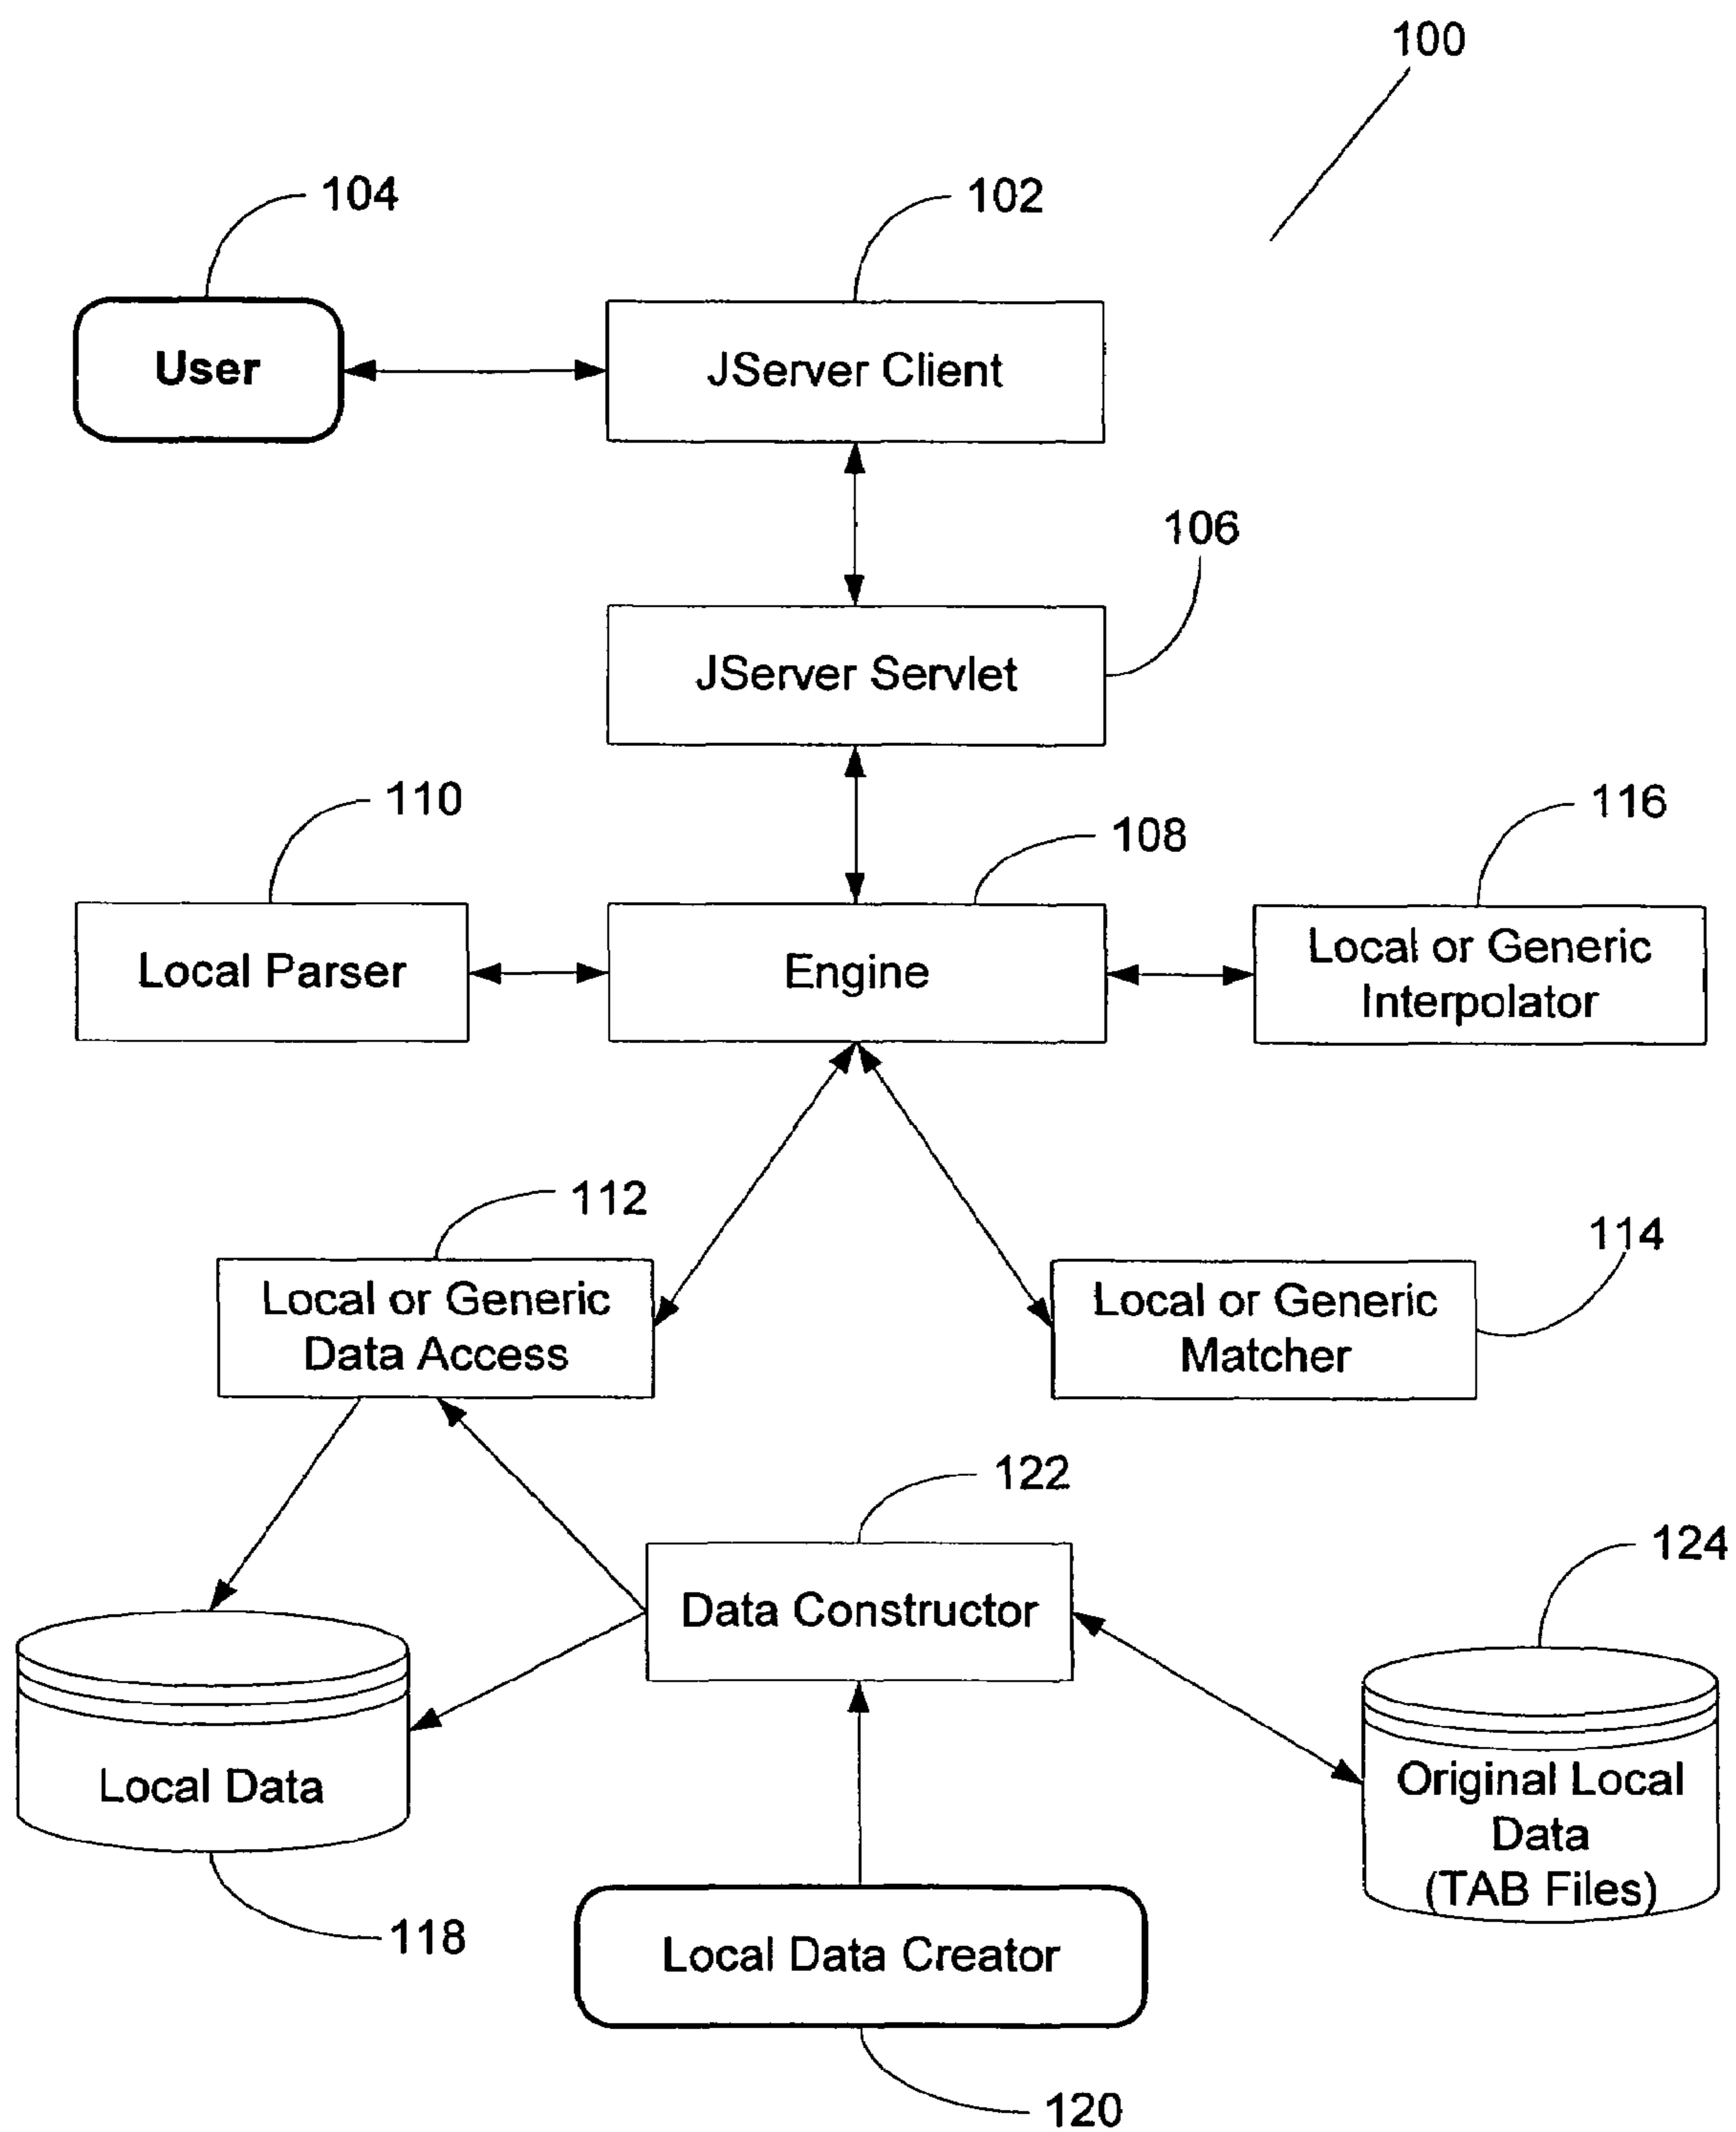 100
104
102
User
JServer Client
106
JServer Servlet
110
108
116
Local Parser
Engine
Local or Generic
Interpolator
112
114
Local or Generic
Data Access
Local or Generic
Matcher
122
124
Data Constructor
Local Data
Original Local
Data
(TAB Files)
118
Local Data Creator
120